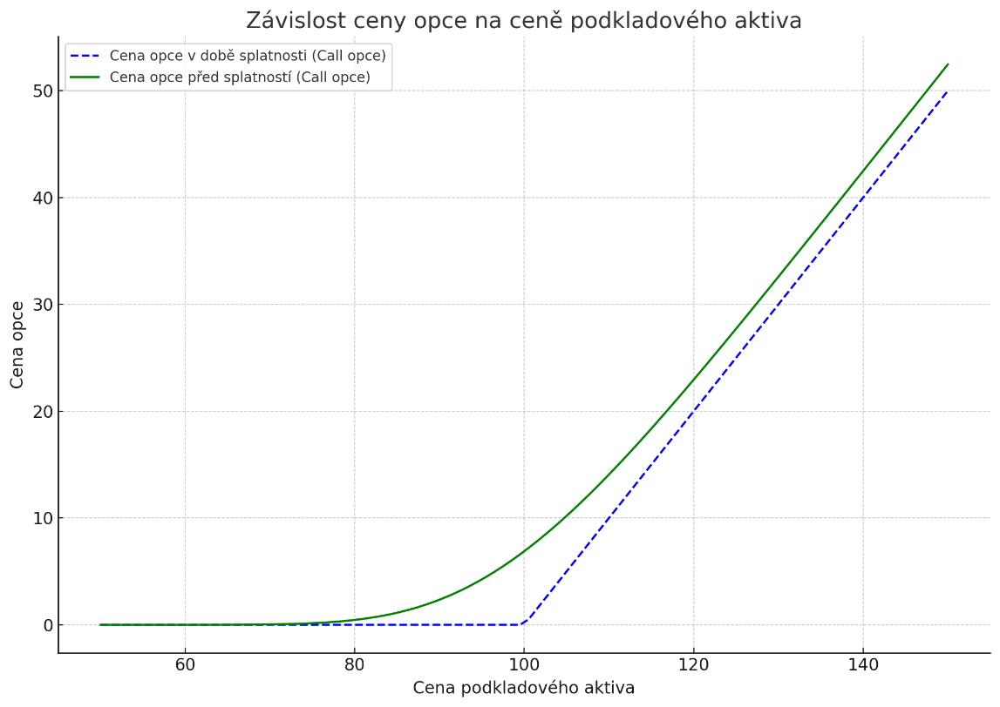 Závislost ceny opce na ceně podkladového aktiva
Cena opce v době splatnosti (Call opce)
Cena opce před splatností (Call opce)
50
40
30
20
10
0
Cena opce
60 80 100 120 140
Cena podkladového aktiva